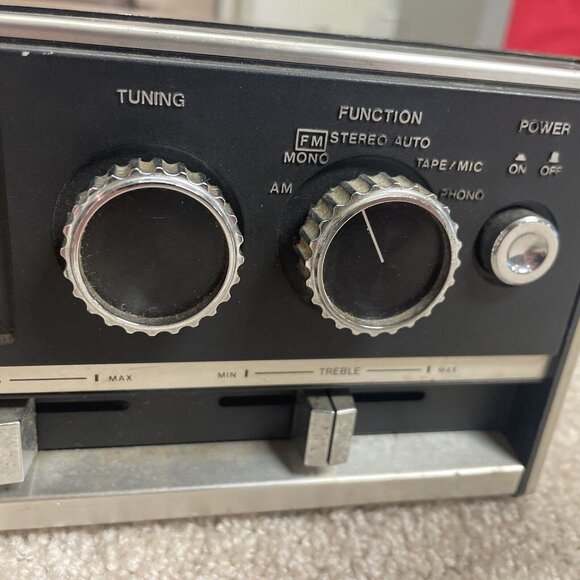 TUNING
FUNCTION
POWER
FM STEREO AUTO
MONO
TAPE/MIC
ON OFF
AM
PHONO
MAX
MIN TREBLE MAX